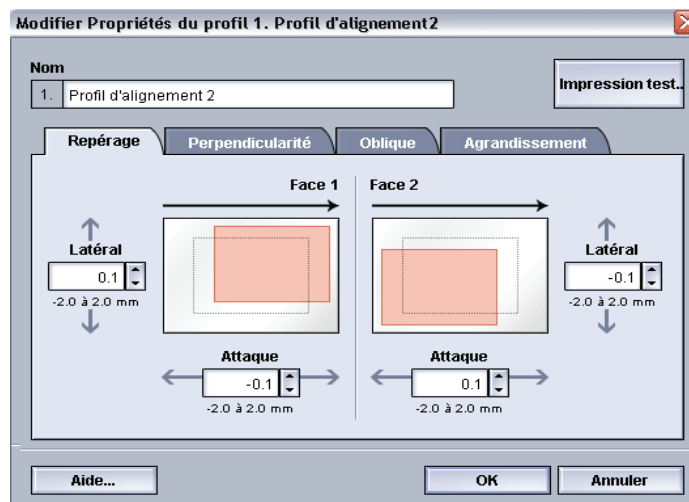 Modifier Propriétés du profil 1. Profil d'alignement2
Nom
1. Profil d'alignement 2
Impression test..
Repérage Perpendicularité Oblique Agrandissement
Face 1 Face 2
Latéral
0.1
-2.0 à 2.0 mm
Latéral
-0.1
-2.0 à 2.0 mm
Attaque
-0.1
-2.0 à 2.0 mm
Attaque
0.1
-2.0 à 2.0 mm
Aide... OK Annuler